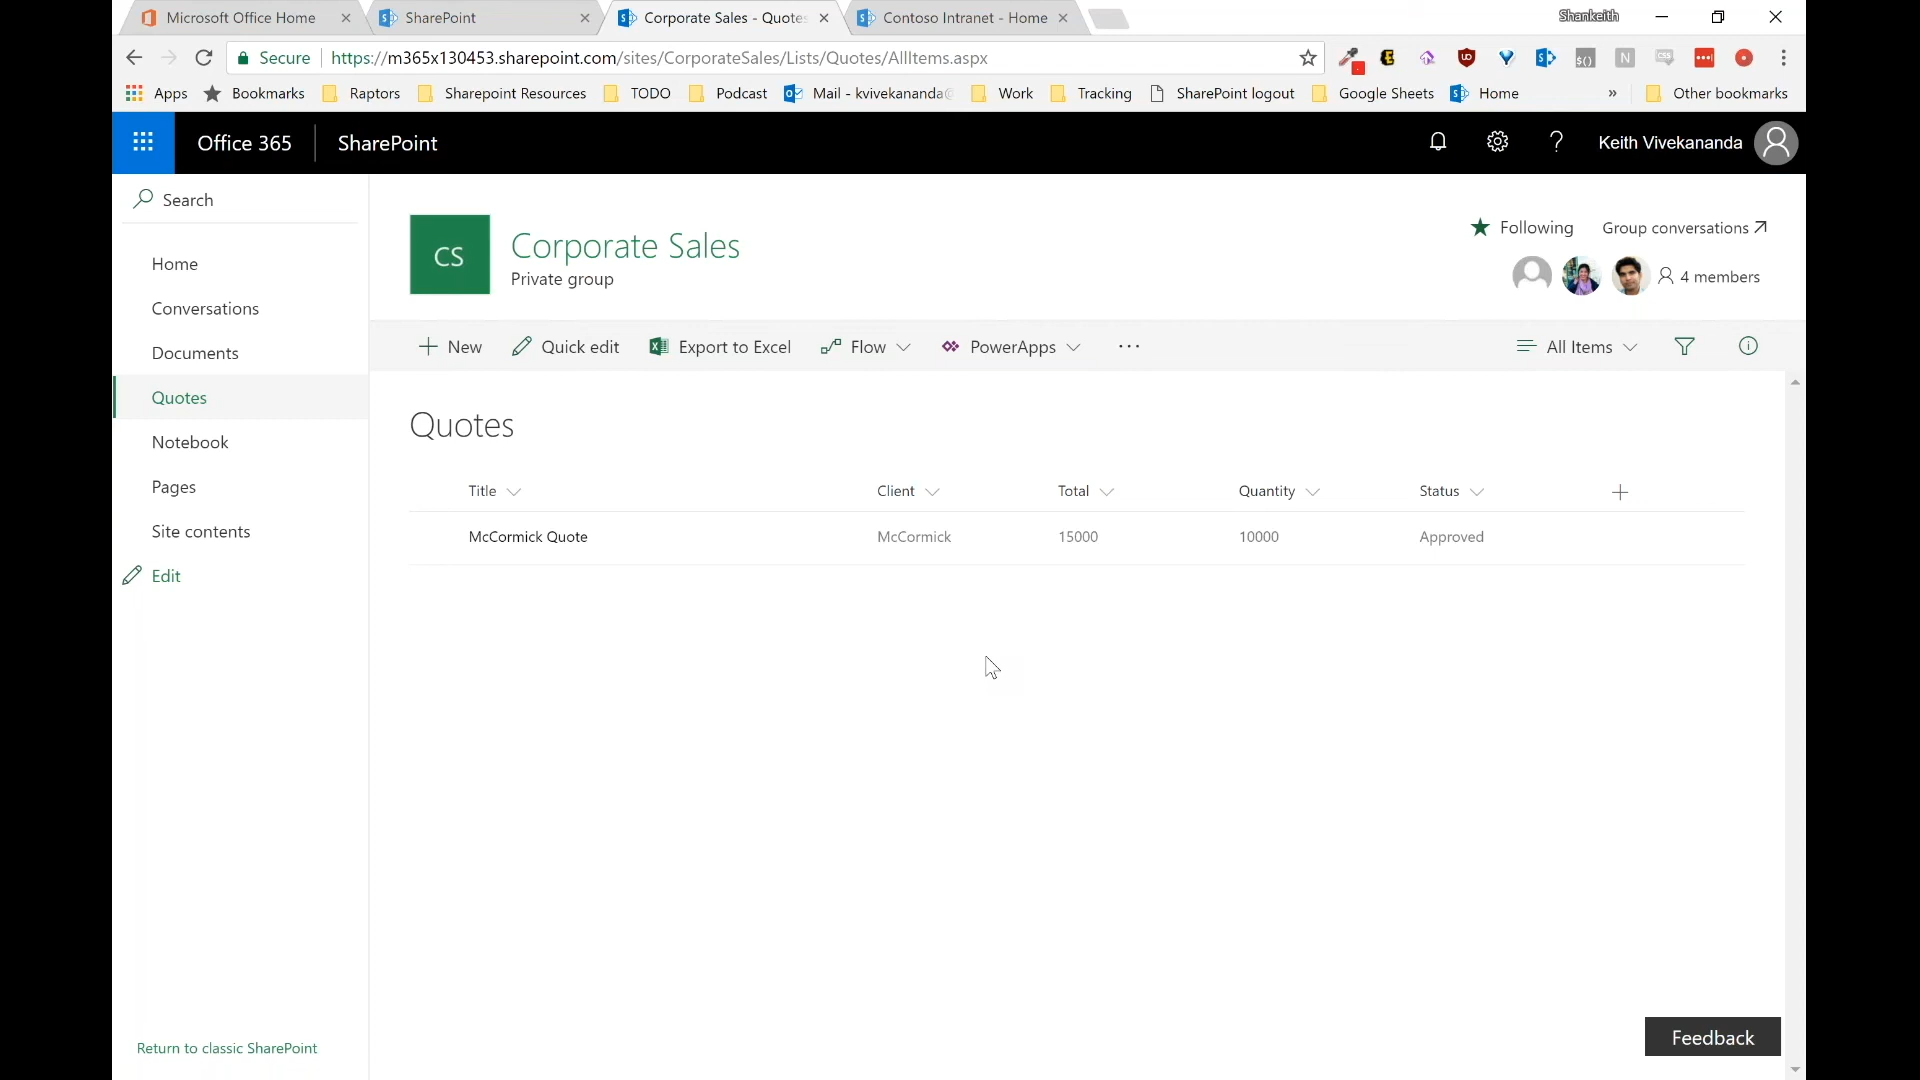 Microsoft Office Home
SharePoint
Corporate Sales - Quotes
Contoso Intranet - Home
Shankeith
Secure
https://m365x130453.sharepoint.com/sites/CorporateSales/Lists/Quotes/AllItems.aspx
Apps
Bookmarks
Raptors
Sharepoint Resources
TODO
Podcast
Mail - kvivekananda@
Work
Tracking
SharePoint logout
Google Sheets
Home
»
Other bookmarks
Office 365
SharePoint
Keith Vivekananda
Search
Home
Conversations
Documents
Quotes
Notebook
Pages
Site contents
Edit
Return to classic SharePoint
CS
Corporate Sales
Private group
Following
Group conversations
4 members
New
Quick edit
Export to Excel
Flow
PowerApps
...
All Items
Quotes
Title Client Total Quantity Status
McCormick Quote McCormick 15000 10000 Approved
Feedback